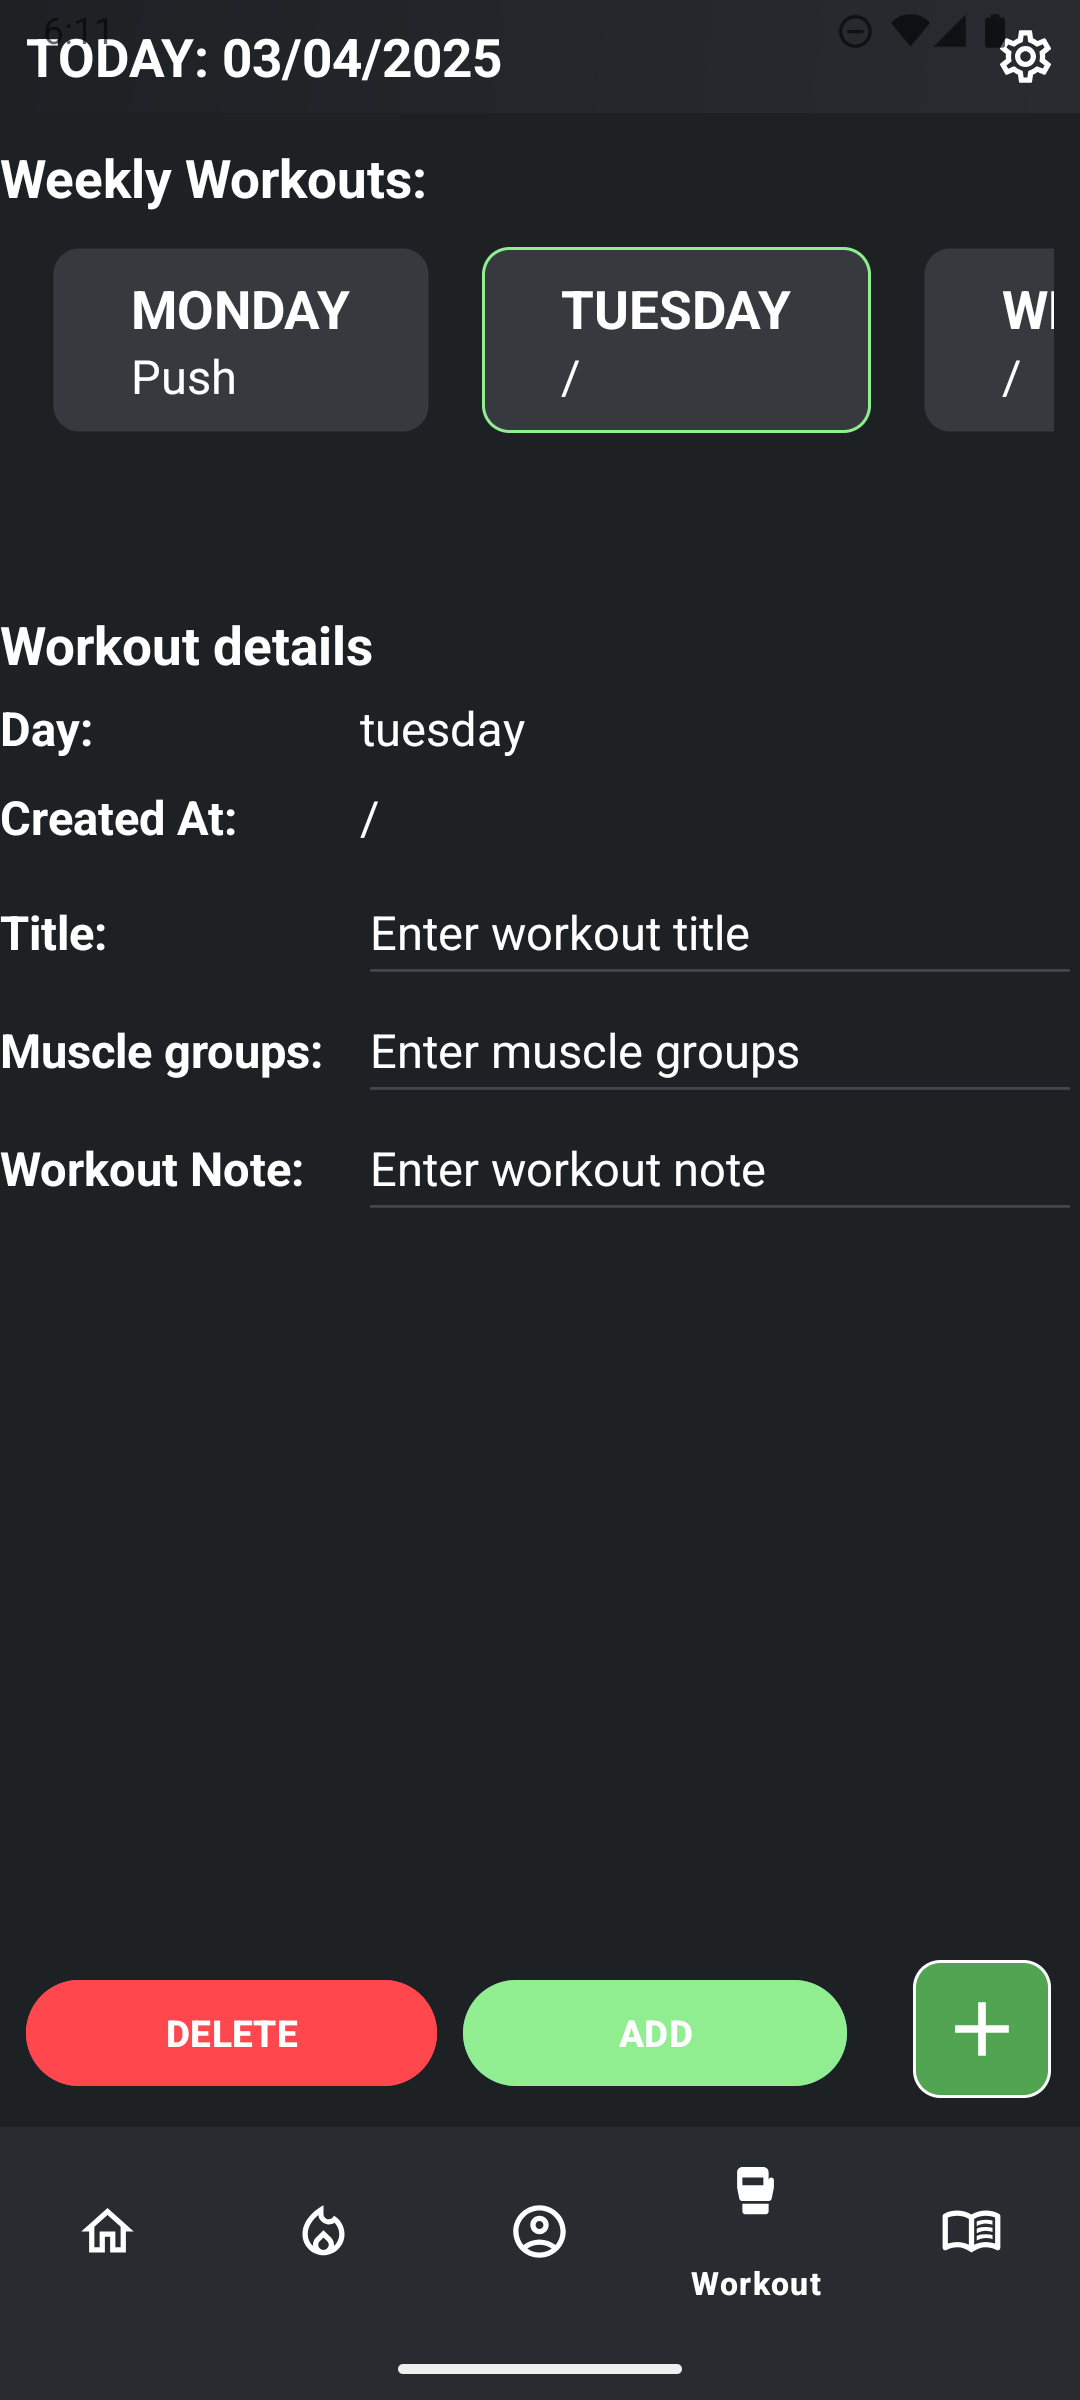 6:11
TODAY: 03/04/2025
Weekly Workouts:
MONDAY
Push
TUESDAY
/
/
Workout details
Day: tuesday
Created At: /
Title: Enter workout title
Muscle groups: Enter muscle groups
Workout Note: Enter workout note
DELETE ADD
Workout